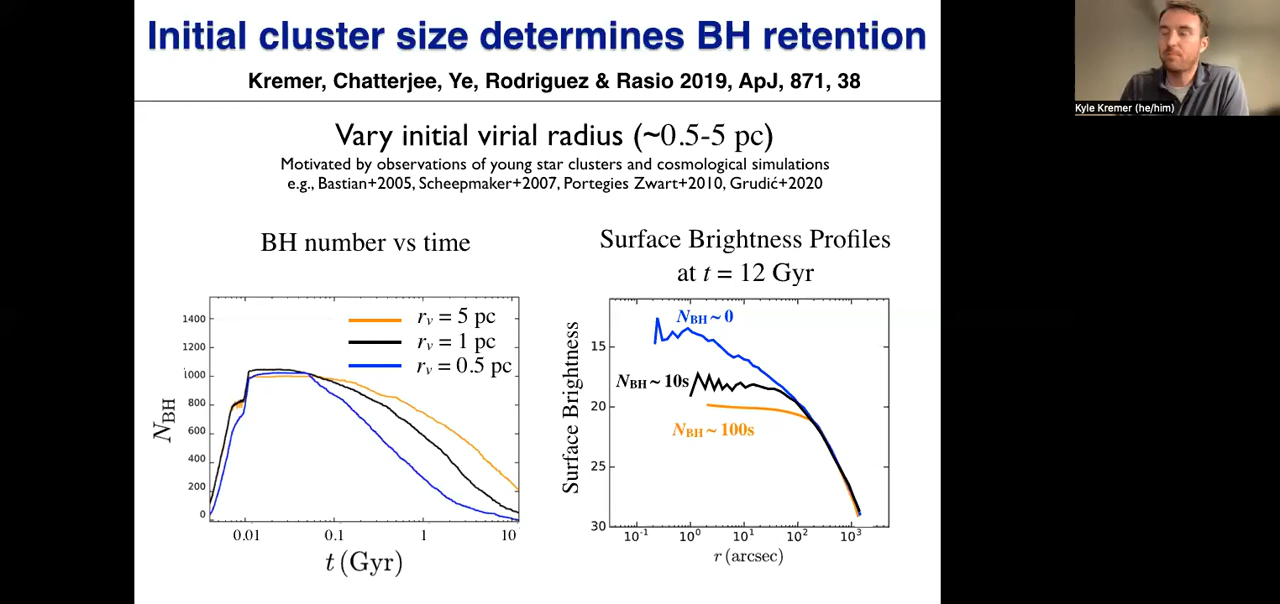 Initial cluster size determines BH retention
Kremer, Chatterjee, Ye, Rodriguez & Rasio 2019, ApJ, 871, 38
Kyle Kremer (he/him)
Vary initial virial radius (~0.5-5 pc)
Motivated by observations of young star clusters and cosmological simulations
e.g., Bastian+2005, Scheepmaker+2007, Portegies Zwart+2010, Grudić+2020
BH number vs time
1400
1200
1000
800
600
400
200
0
N_BH
r_v = 5 pc
r_v = 1 pc
r_v = 0.5 pc
0.01
0.1
1
10
t (Gyr)
Surface Brightness Profiles
at t = 12 Gyr
Surface Brightness
15
20
25
30
N_BH ~ 0
N_BH ~ 10s
N_BH ~ 100s
10^-1
10^0
10^1
10^2
10^3
r (arcsec)